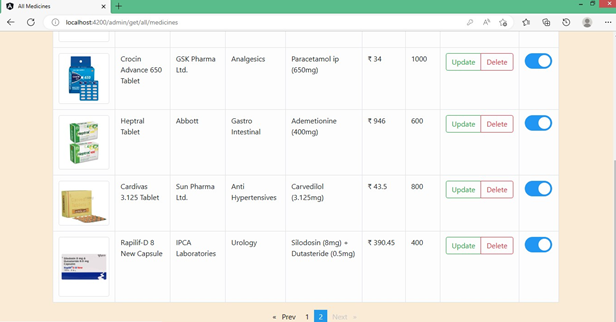 All Medicines
localhost:4200/admin/get/all/medicines
Crocin Advance 650 Tablet
GSK Pharma Ltd.
Analgesics
Paracetamol ip (650mg)
₹ 34
1000
Update
Delete
Heptral Tablet
Abbott
Gastro Intestinal
Ademetionine (400mg)
₹ 946
600
Update
Delete
Cardivas 3.125 Tablet
Sun Pharma Ltd.
Anti Hypertensives
Carvedilol (3.125mg)
₹ 43.5
800
Update
Delete
Rapilif-D 8 New Capsule
IPCA Laboratories
Urology
Silodosin (8mg) + Dutasteride (0.5mg)
₹ 390.45
400
Update
Delete
« Prev 1 2 Next »